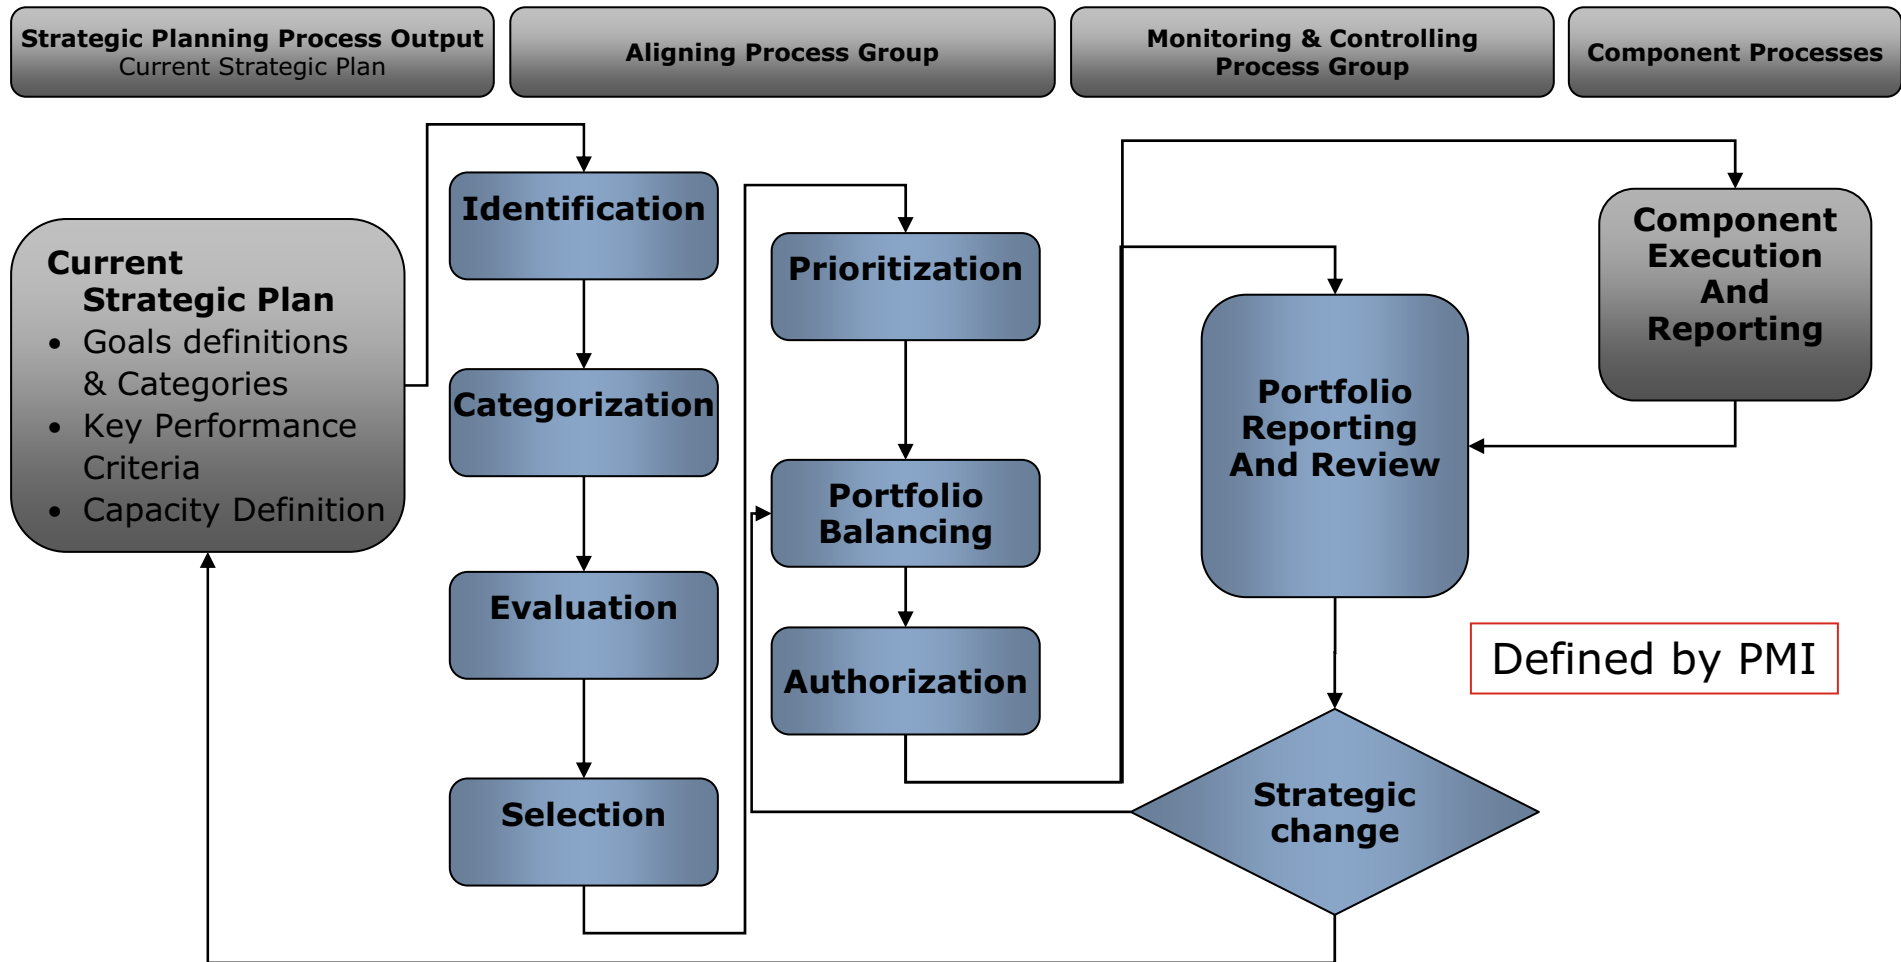 Strategic Planning Process Output
Current Strategic Plan
Aligning Process Group
Monitoring & Controlling
Process Group
Component Processes
Current
Strategic Plan
• Goals definitions
& Categories
• Key Performance
Criteria
• Capacity Definition
Identification
Categorization
Evaluation
Selection
Prioritization
Portfolio
Balancing
Authorization
Portfolio
Reporting
And Review
Strategic
change
Component
Execution
And
Reporting
Defined by PMI